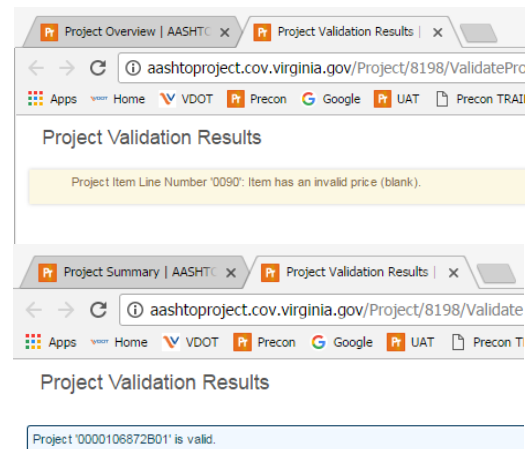 Project Overview | AASHTC
Project Validation Results |
aashtoproject.cov.virginia.gov/Project/8198/ValidatePro
Apps VDOT Home VDOT Precon Google UAT Precon TRAI
Project Validation Results
Project Item Line Number '0090': Item has an invalid price (blank).
Project Summary | AASHTC
Project Validation Results |
aashtoproject.cov.virginia.gov/Project/8198/Validate
Apps VDOT Home VDOT Precon Google UAT Precon T
Project Validation Results
Project '0000106872B01' is valid.